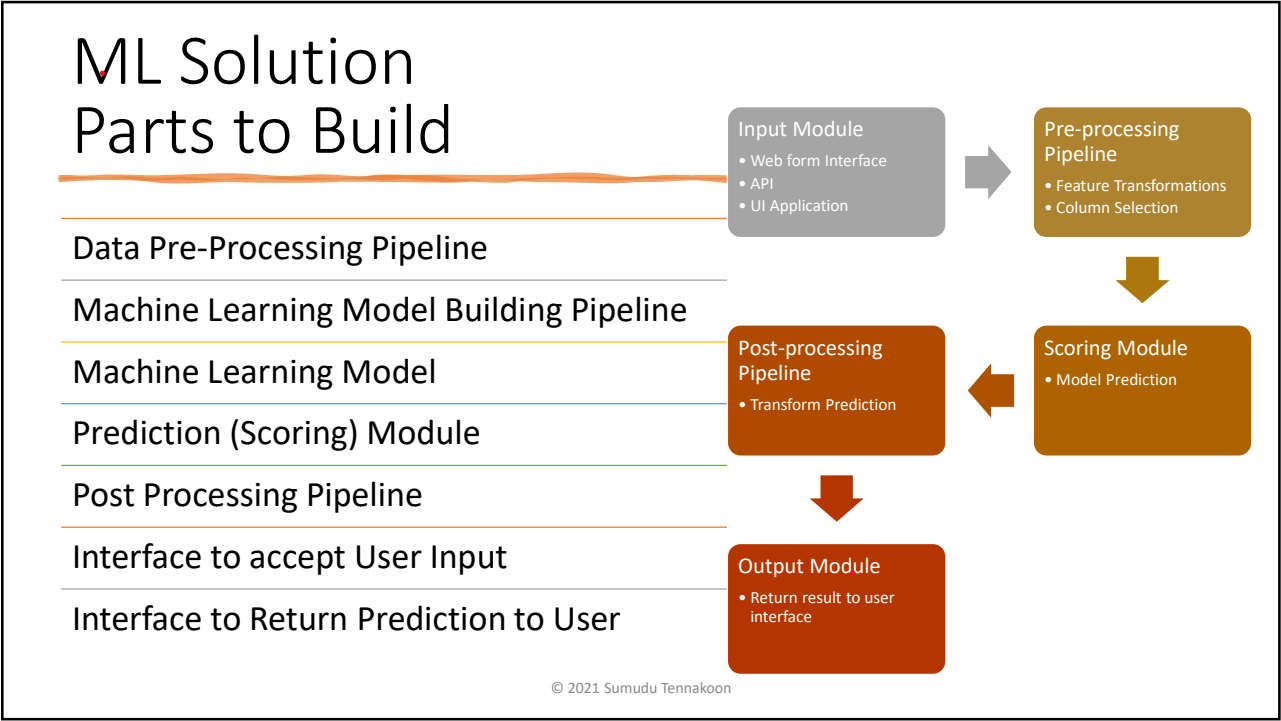 ML Solution
Parts to Build
Data Pre-Processing Pipeline
Machine Learning Model Building Pipeline
Machine Learning Model
Prediction (Scoring) Module
Post Processing Pipeline
Interface to accept User Input
Interface to Return Prediction to User
Input Module
• Web form Interface
• API
• UI Application
Pre-processing
Pipeline
• Feature Transformations
• Column Selection
Scoring Module
• Model Prediction
Post-processing
Pipeline
• Transform Prediction
Output Module
• Return result to user
interface
© 2021 Sumudu Tennakoon